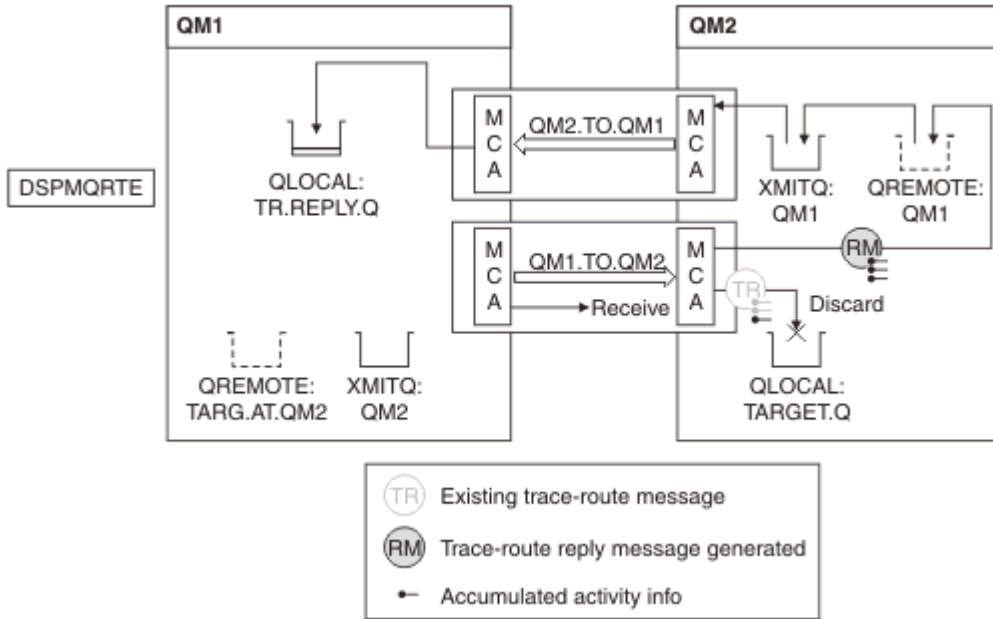 QM1
QM2
DSPMQRTE
M
C
A
QM2.TO.QM1
M
C
A
QLOCAL:
TR.REPLY.Q
XMITQ:
QM1
QREMOTE:
QM1
M
C
A
QM1.TO.QM2
Receive
M
C
A
RM
TR
Discard
QREMOTE:
TARG.AT.QM2
XMITQ:
QM2
QLOCAL:
TARGET.Q
TR Existing trace-route message
RM Trace-route reply message generated
Accumulated activity info